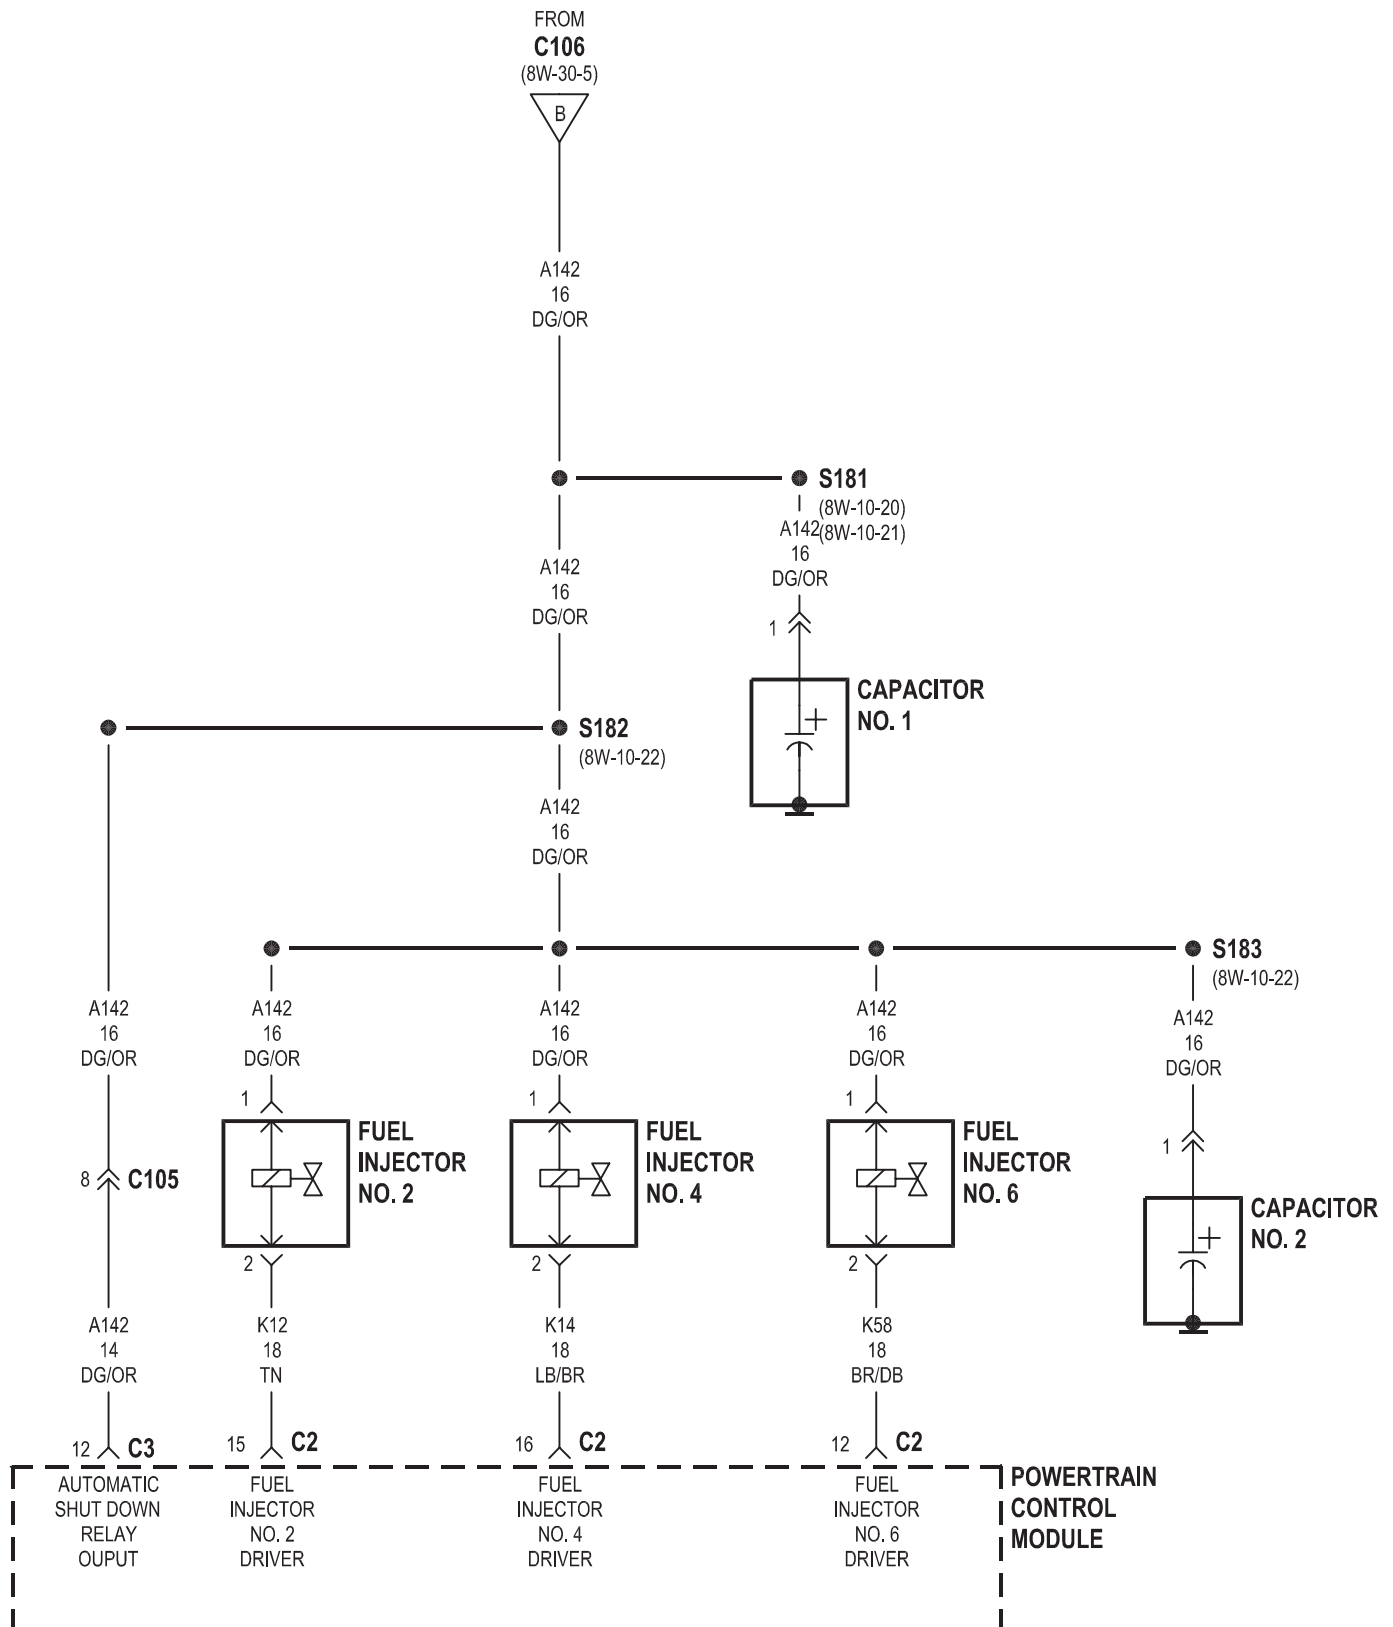 FROM
C106
(8W-30-5)
B
A142
16
DG/OR
S181
(8W-10-20)
(8W-10-21)
A142
16
DG/OR
A142
16
DG/OR
1
CAPACITOR
NO. 1
S182
(8W-10-22)
A142
16
DG/OR
S183
(8W-10-22)
A142
16
DG/OR
A142
16
DG/OR
A142
16
DG/OR
A142
16
DG/OR
A142
16
DG/OR
1
1
1
1
8
C105
FUEL
INJECTOR
NO. 2
FUEL
INJECTOR
NO. 4
FUEL
INJECTOR
NO. 6
CAPACITOR
NO. 2
2
2
2
A142
14
DG/OR
K12
18
TN
K14
18
LB/BR
K58
18
BR/DB
12
C3
15
C2
16
C2
12
C2
AUTOMATIC
SHUT DOWN
RELAY
OUPUT
FUEL
INJECTOR
NO. 2
DRIVER
FUEL
INJECTOR
NO. 4
DRIVER
FUEL
INJECTOR
NO. 6
DRIVER
POWERTRAIN
CONTROL
MODULE